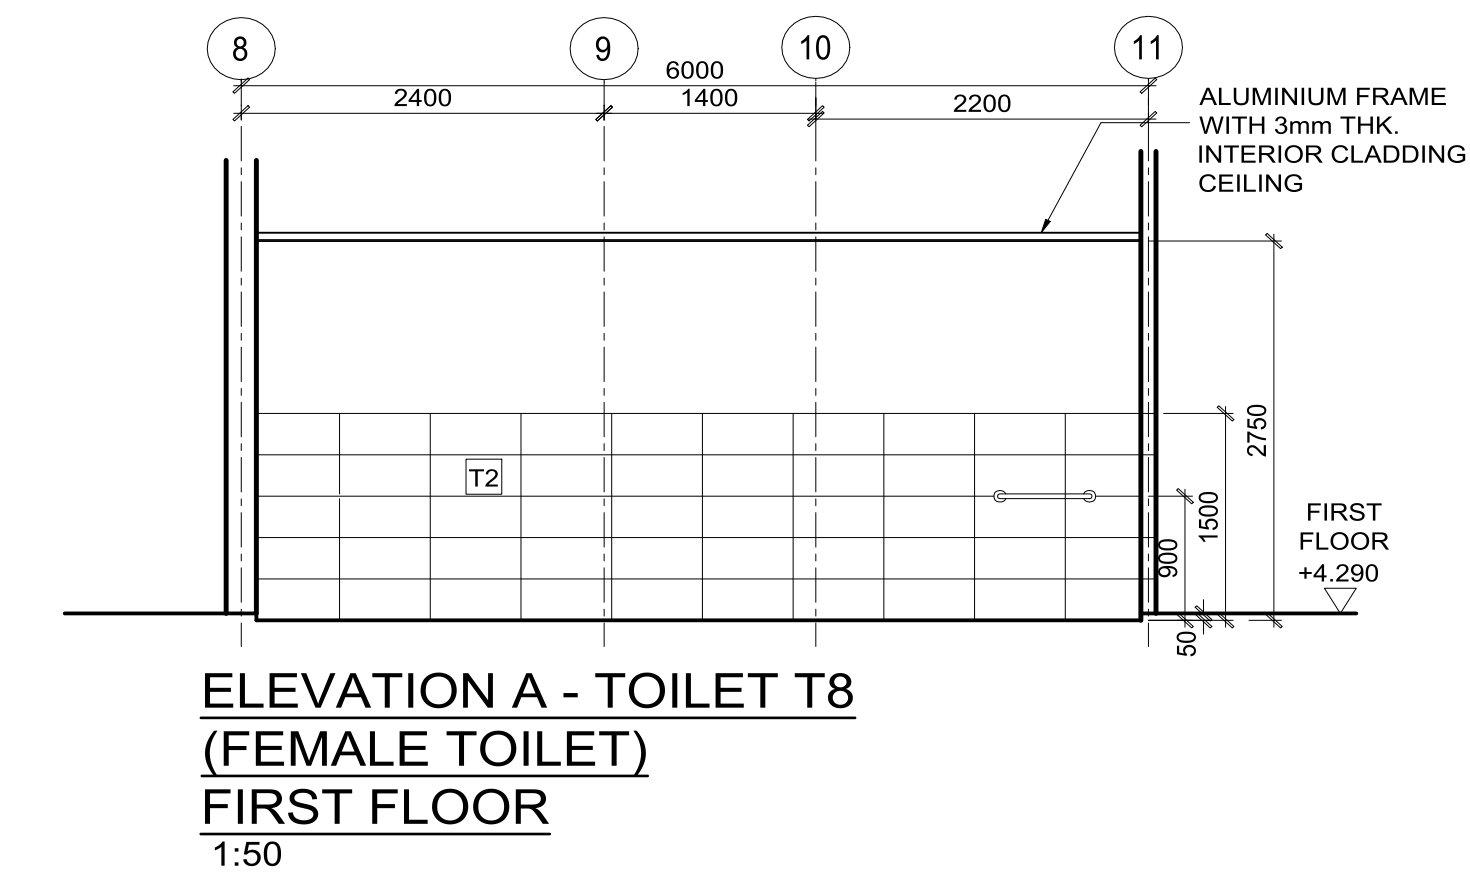 8
9
10
11
6000
2400
1400
2200
ALUMINIUM FRAME
WITH 3mm THK.
INTERIOR CLADDING
CEILING
T2
2750
1500
900
50
FIRST
FLOOR
+4.290
ELEVATION A - TOILET T8
(FEMALE TOILET)
FIRST FLOOR
1:50